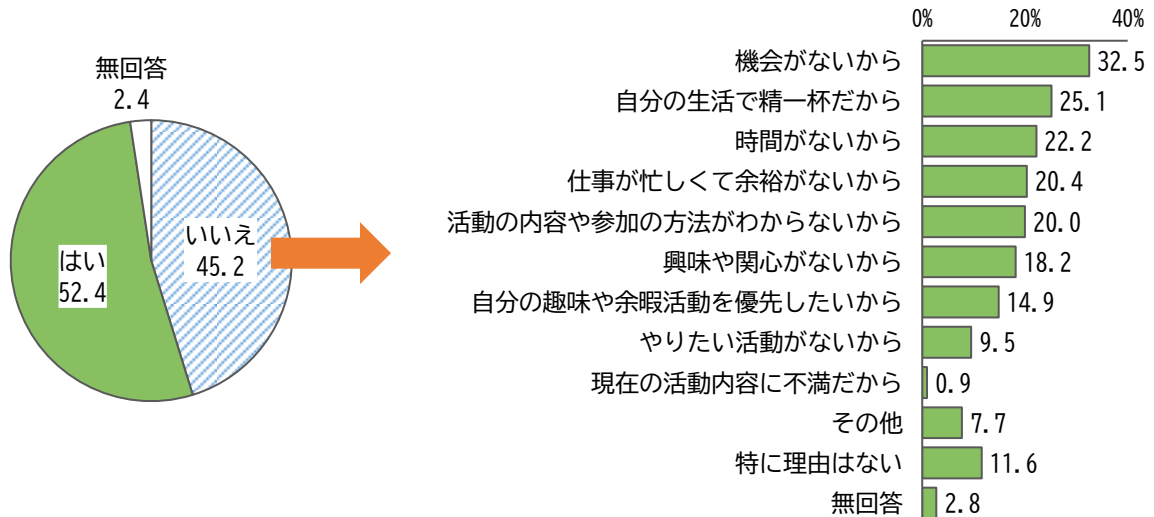 無回答
2.4
いいえ
45.2
はい
52.4
0% 20% 40%
機会がないから 32.5
自分の生活で精一杯だから 25.1
時間がないから 22.2
仕事が忙しくて余裕がないから 20.4
活動の内容や参加の方法がわからないから 20.0
興味や関心がないから 18.2
自分の趣味や余暇活動を優先したいから 14.9
やりたい活動がないから 9.5
現在の活動内容に不満だから 0.9
その他 7.7
特に理由はない 11.6
無回答 2.8